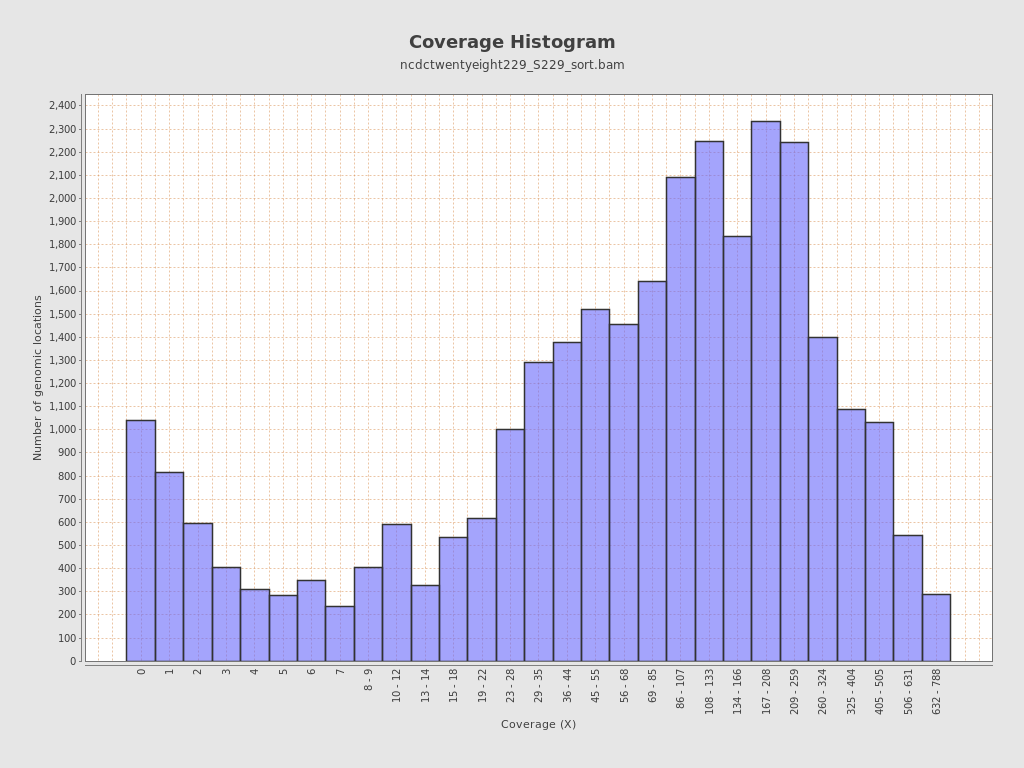 Coverage Histogram
ncdctwentyeight229_S229_sort.bam
2,400
2,300
2,200
2,100
2,000
1,900
1,800
1,700
1,600
1,500
1,400
1,300
1,200
1,100
1,000
900
800
700
600
500
400
300
200
100
0
Number of genomic locations
0
1
2
3
4
5
6
7
8 - 9
10 - 12
13 - 14
15 - 18
19 - 22
23 - 28
29 - 35
36 - 44
45 - 55
56 - 68
69 - 85
86 - 107
108 - 133
134 - 166
167 - 208
209 - 259
260 - 324
325 - 404
405 - 505
506 - 631
632 - 788
Coverage (X)